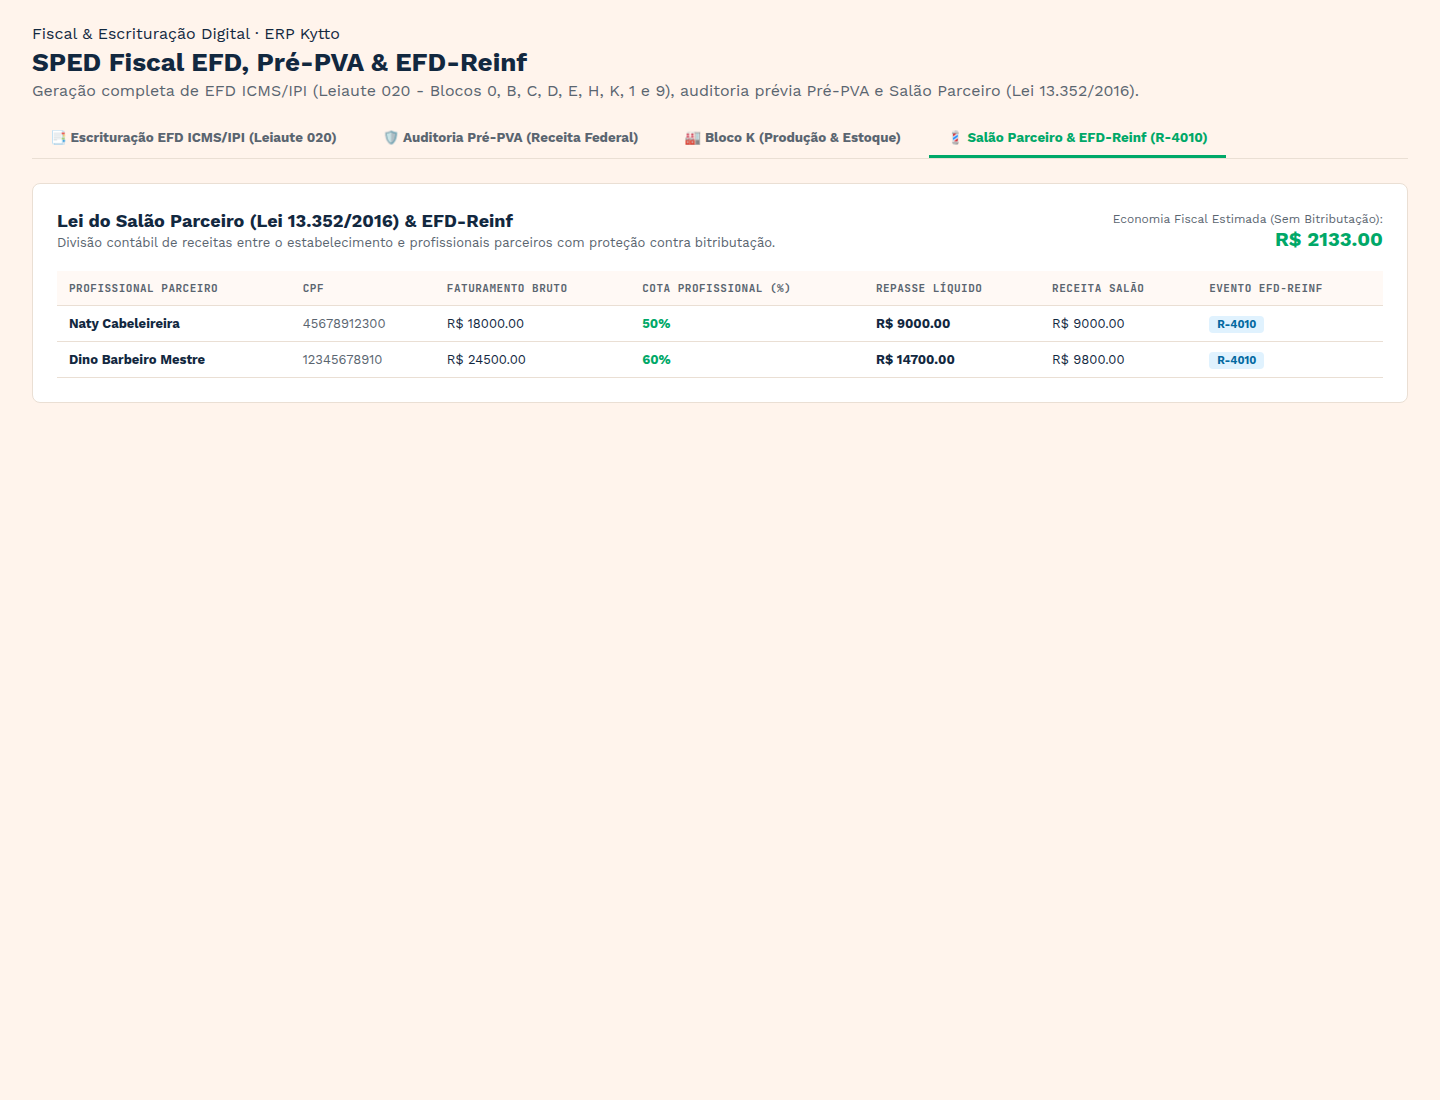 Fiscal & Escrituração Digital · ERP Kytto
SPED Fiscal EFD, Pré-PVA & EFD-Reinf
Geração completa de EFD ICMS/IPI (Leiaute 020 - Blocos 0, B, C, D, E, H, K, 1 e 9), auditoria prévia Pré-PVA e Salão Parceiro (Lei 13.352/2016).
Escrituração EFD ICMS/IPI (Leiaute 020) Auditoria Pré-PVA (Receita Federal) Bloco K (Produção & Estoque) Salão Parceiro & EFD-Reinf (R-4010)
Lei do Salão Parceiro (Lei 13.352/2016) & EFD-Reinf
Divisão contábil de receitas entre o estabelecimento e profissionais parceiros com proteção contra bitributação.
Economia Fiscal Estimada (Sem Bitributação):
R$ 2133.00
PROFISSIONAL PARCEIRO CPF FATURAMENTO BRUTO COTA PROFISSIONAL (%) REPASSE LÍQUIDO RECEITA SALÃO EVENTO EFD-REINF
Naty Cabeleireira 45678912300 R$ 18000.00 50% R$ 9000.00 R$ 9000.00 R-4010
Dino Barbeiro Mestre 12345678910 R$ 24500.00 60% R$ 14700.00 R$ 9800.00 R-4010